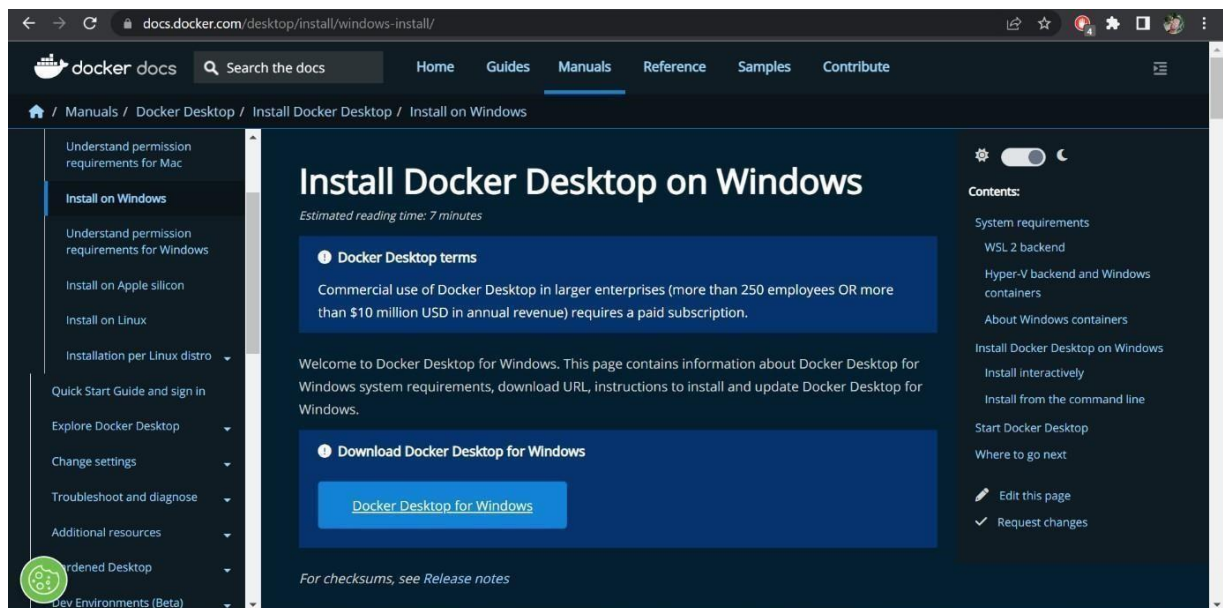 docs.docker.com/desktop/install/windows-install/
4
docker docs
Search the docs
Home
Guides
Manuals
Reference
Samples
Contribute
/ Manuals / Docker Desktop / Install Docker Desktop / Install on Windows
Understand permission
requirements for Mac
Install on Windows
Understand permission
requirements for Windows
Install on Apple silicon
Install on Linux
Installation per Linux distro
Quick Start Guide and sign in
Explore Docker Desktop
Change settings
Troubleshoot and diagnose
Additional resources
rdened Desktop
Dev Environments (Beta)
Install Docker Desktop on Windows
Estimated reading time: 7 minutes
Docker Desktop terms
Commercial use of Docker Desktop in larger enterprises (more than 250 employees OR more
than $10 million USD in annual revenue) requires a paid subscription.
Welcome to Docker Desktop for Windows. This page contains information about Docker Desktop for
Windows system requirements, download URL, instructions to install and update Docker Desktop for
Windows.
Download Docker Desktop for Windows
Docker Desktop for Windows
For checksums, see Release notes
Contents:
System requirements
WSL 2 backend
Hyper-V backend and Windows
containers
About Windows containers
Install Docker Desktop on Windows
Install interactively
Install from the command line
Start Docker Desktop
Where to go next
Edit this page
Request changes